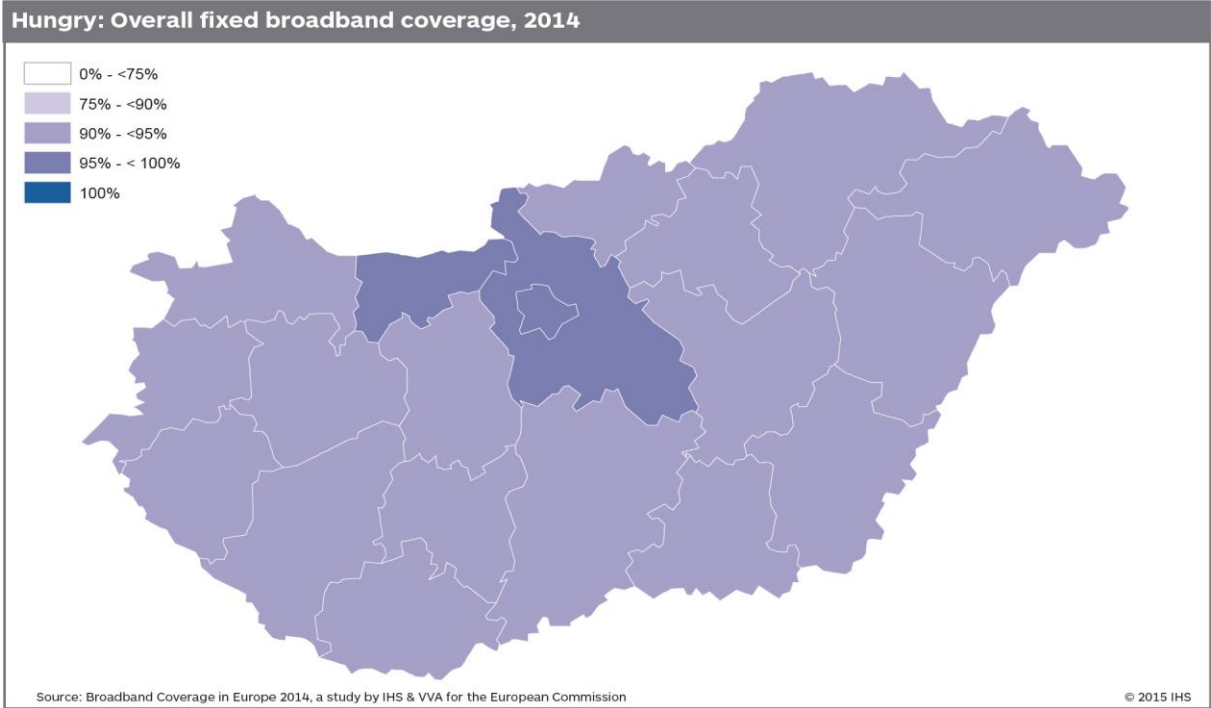 Hungry: Overall fixed broadband coverage, 2014
0% - <75%
75% - <90%
90% - <95%
95% - < 100%
100%
Source: Broadband Coverage in Europe 2014, a study by IHS & VVA for the European Commission
© 2015 IHS